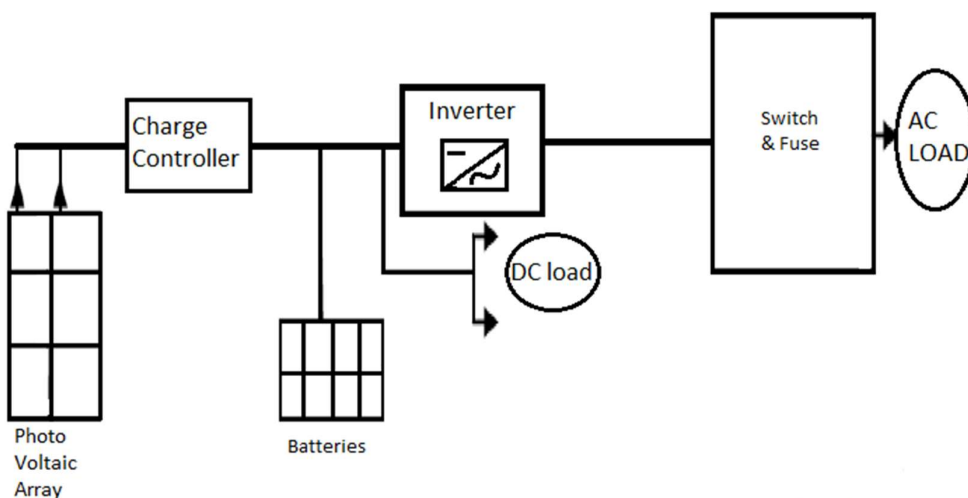 Charge
Controller
Inverter
Switch
& Fuse
AC
LOAD
DC load
Batteries
Photo
Voltaic
Array